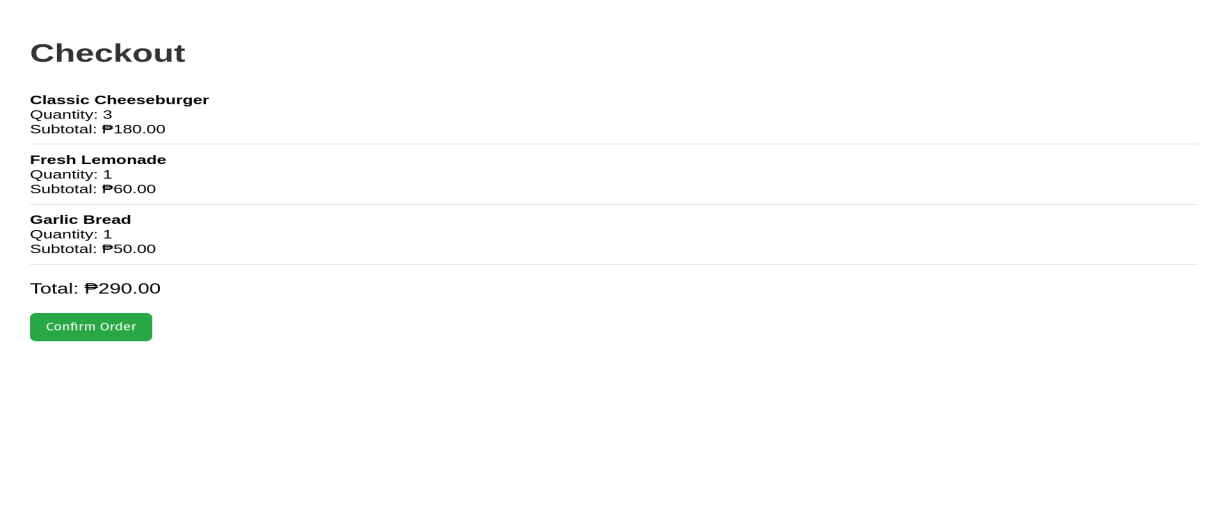 Checkout
Classic Cheeseburger
Quantity: 3
Subtotal: ₱180.00
Fresh Lemonade
Quantity: 1
Subtotal: ₱60.00
Garlic Bread
Quantity: 1
Subtotal: ₱50.00
Total: ₱290.00
Confirm Order